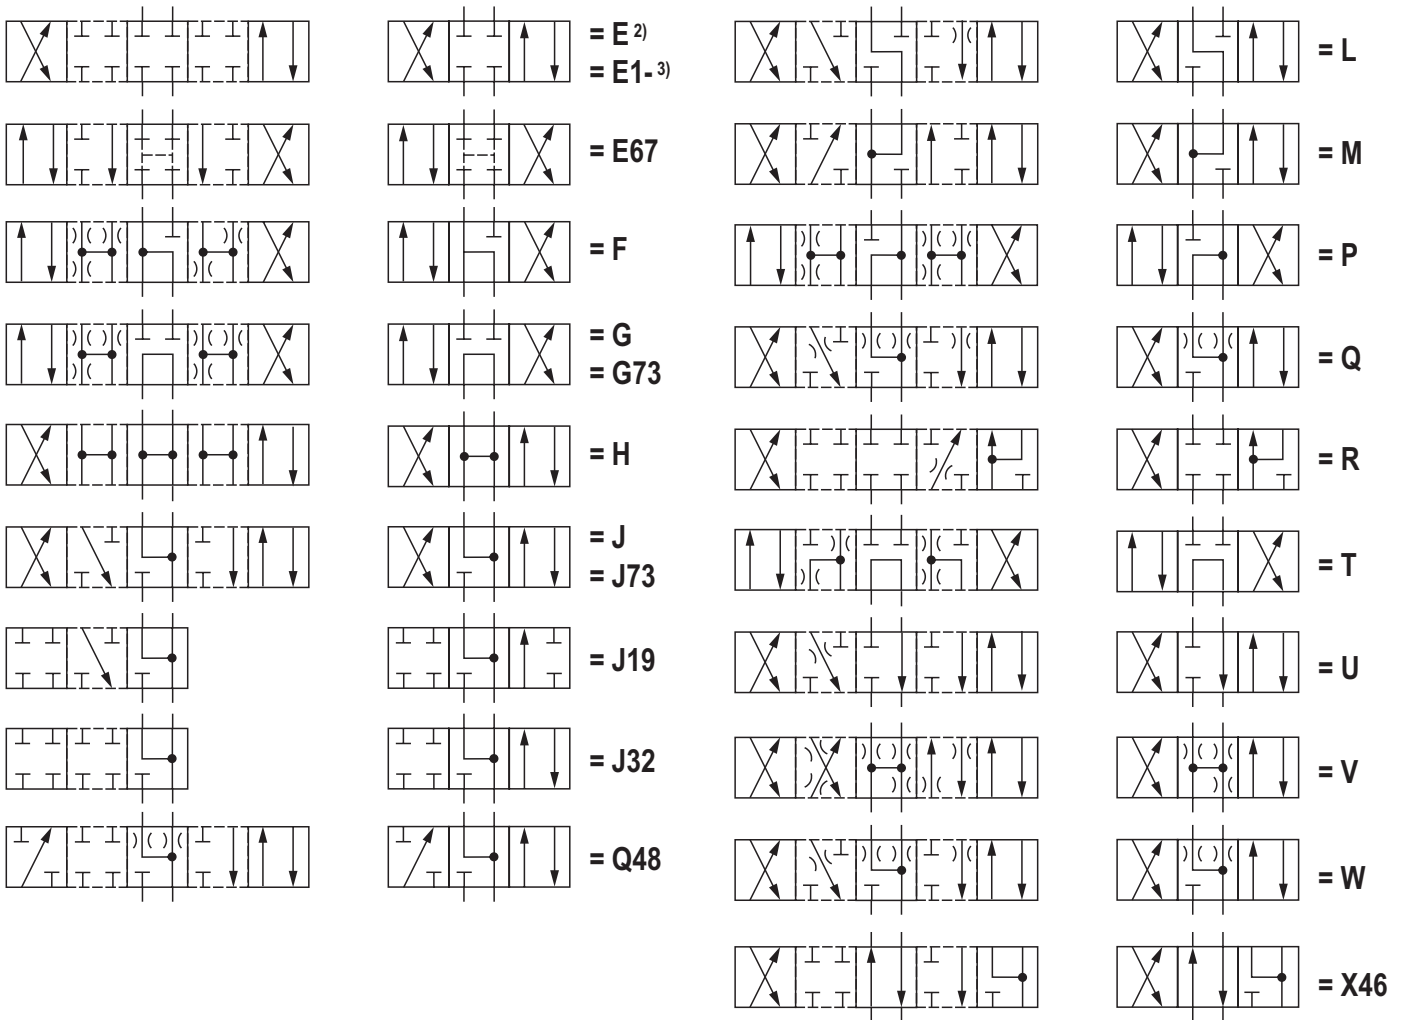 = E 2)
= E1- 3)
= E67
= F
= G
= G73
= H
= J
= J73
= J19
= J32
= Q48
= L
= M
= P
= Q
= R
= T
= U
= V
= W
= X46